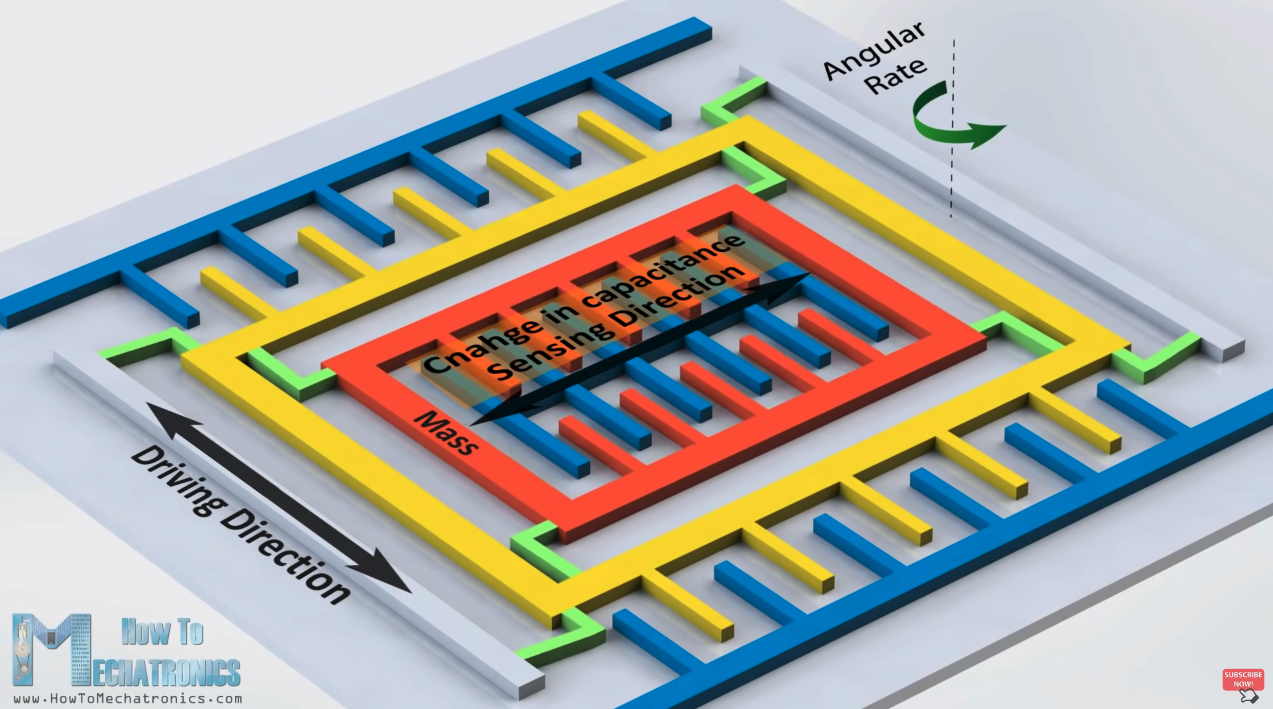 Angular
Rate
Cnahge in capacitance
Sensing Direction
Mass
Driving Direction
How To
MECHATRONICS
www.HowToMechatronics.com
SUBSCRIBE
NOW!